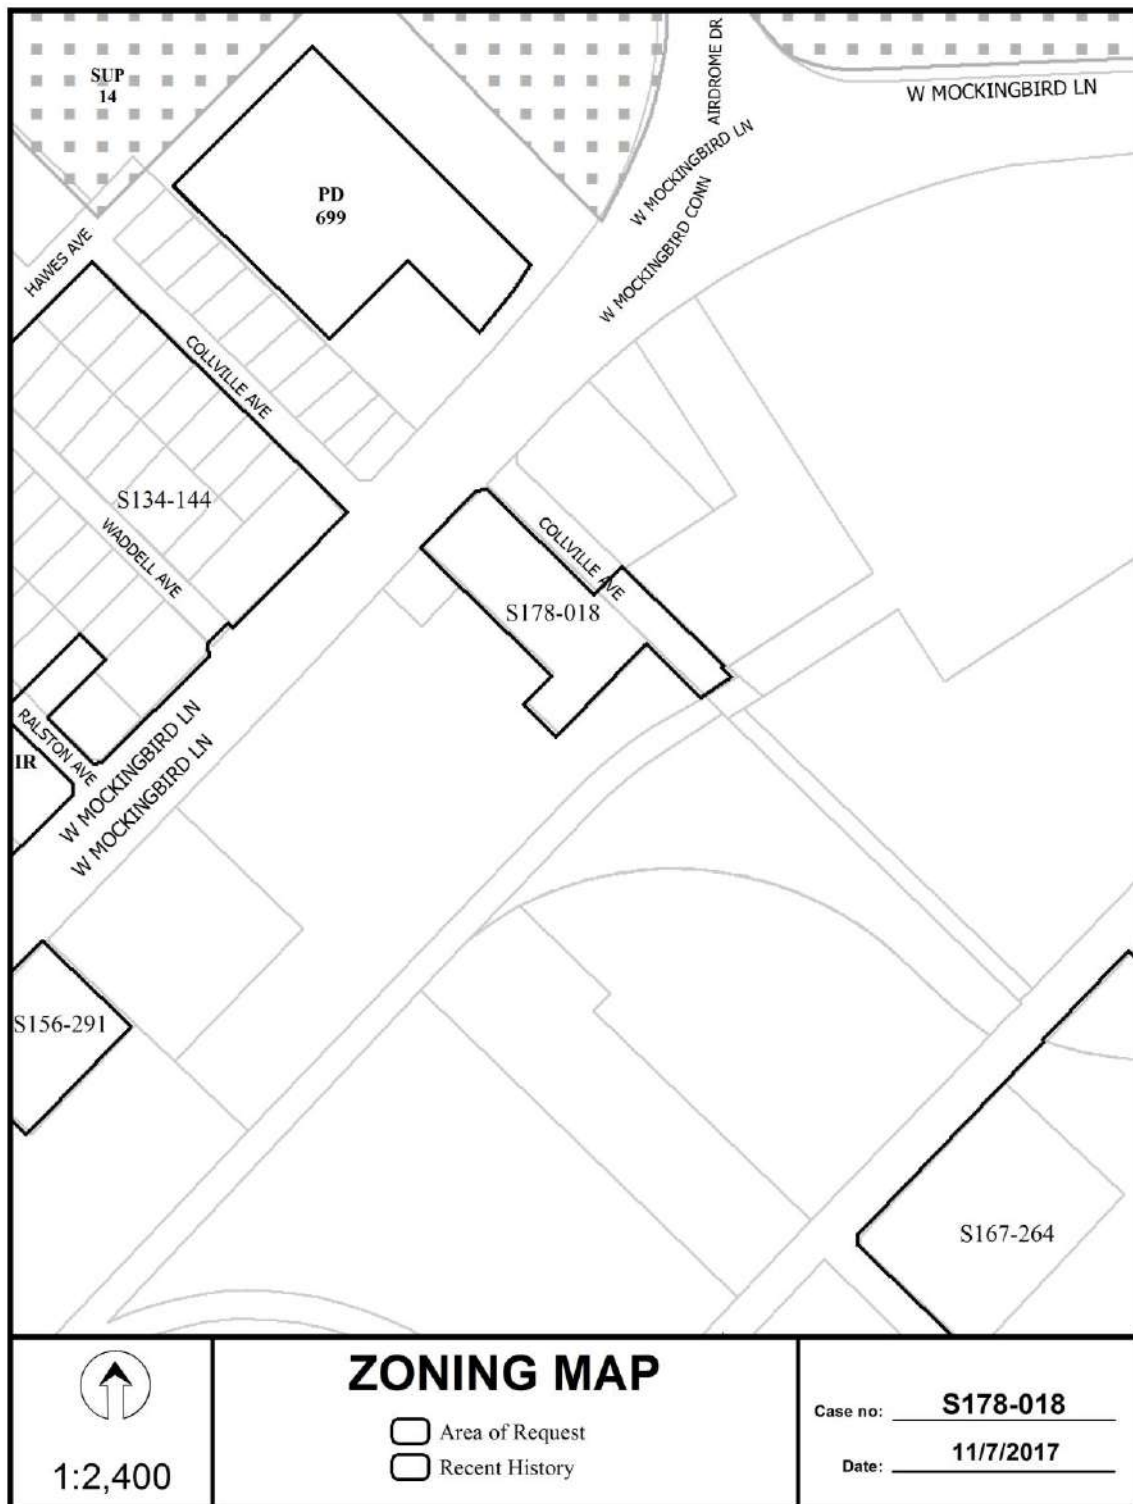 SUP
14
AIRDROME DR
W MOCKINGBIRD LN
W MOCKINGBIRD LN
W MOCKINGBIRD CONN
PD
699
HAWES AVE
COLLVILLE AVE
S134-144
WADDELL AVE
COLLVILLE AVE
S178-018
RALSTON AVE
IR
W MOCKINGBIRD LN
W MOCKINGBIRD LN
S156-291
S167-264
1:2,400
ZONING MAP
Area of Request
Recent History
Case no: S178-018
Date: 11/7/2017